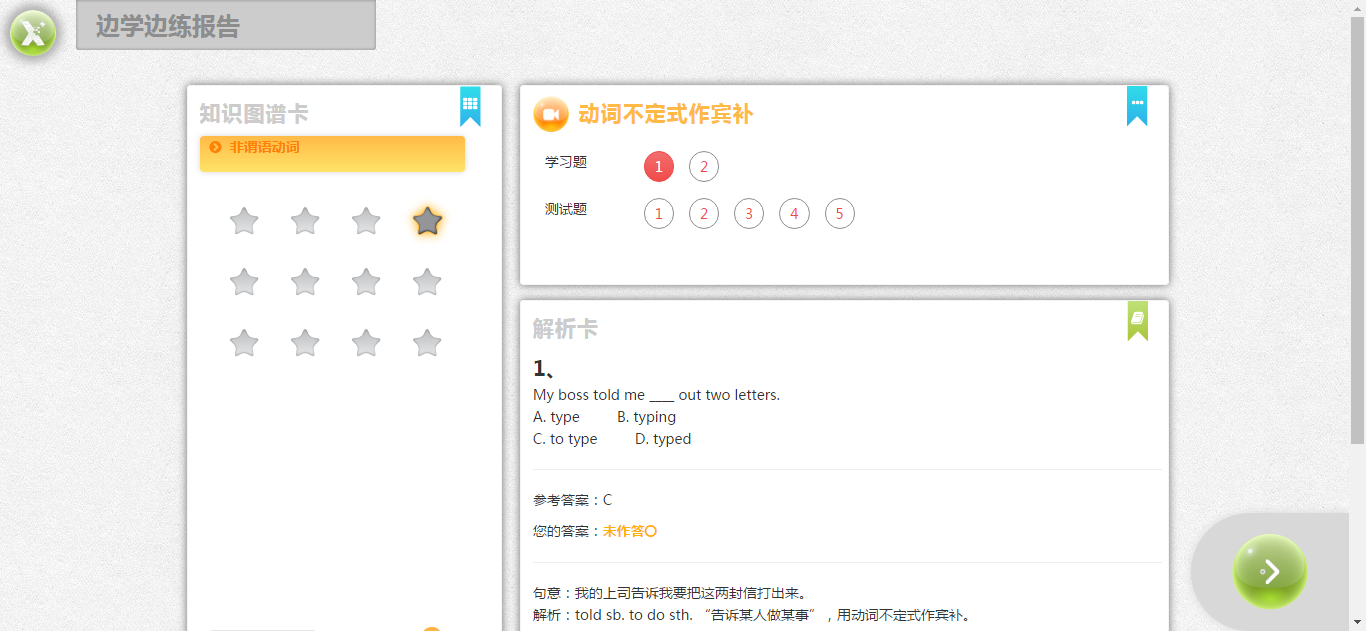 边学边练报告
知识图谱卡
非谓语动词
动词不定式作宾补
学习题 1 2
测试题 1 2 3 4 5
解析卡
1、
My boss told me ____ out two letters.
A. type B. typing
C. to type D. typed
参考答案：C
您的答案：未作答〇
句意：我的上司告诉我要把这两封信打出来。
解析：told sb. to do sth. “告诉某人做某事”，用动词不定式作宾补。